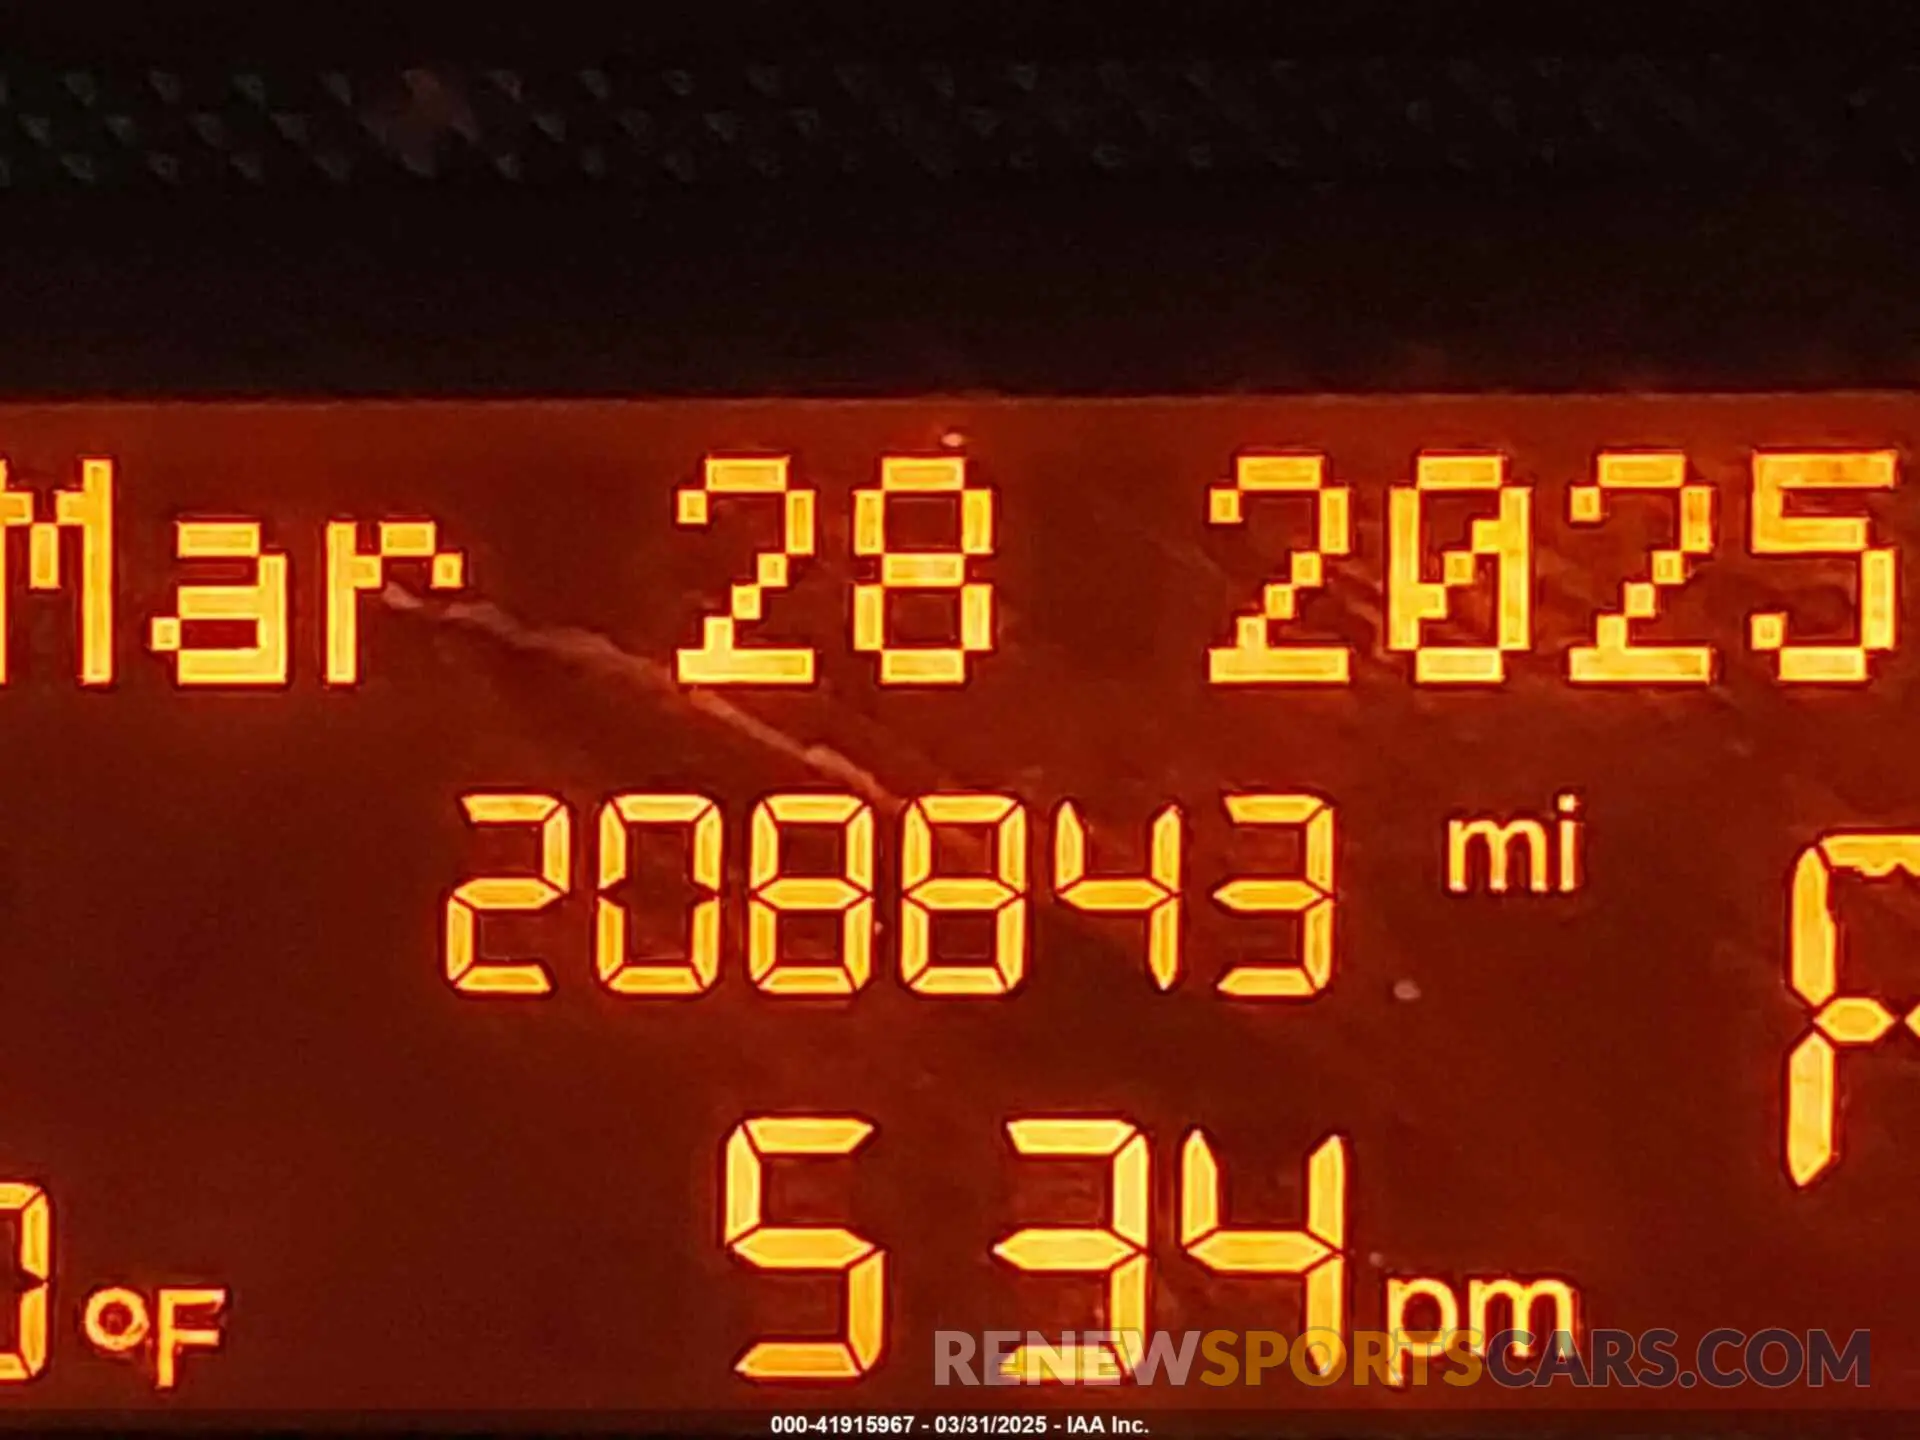 Mar 28 2025
208843 mi
°F 5 34 pm
RENEWSPORTSCARS.COM
000-41915967 - 03/31/2025 - IAA Inc.